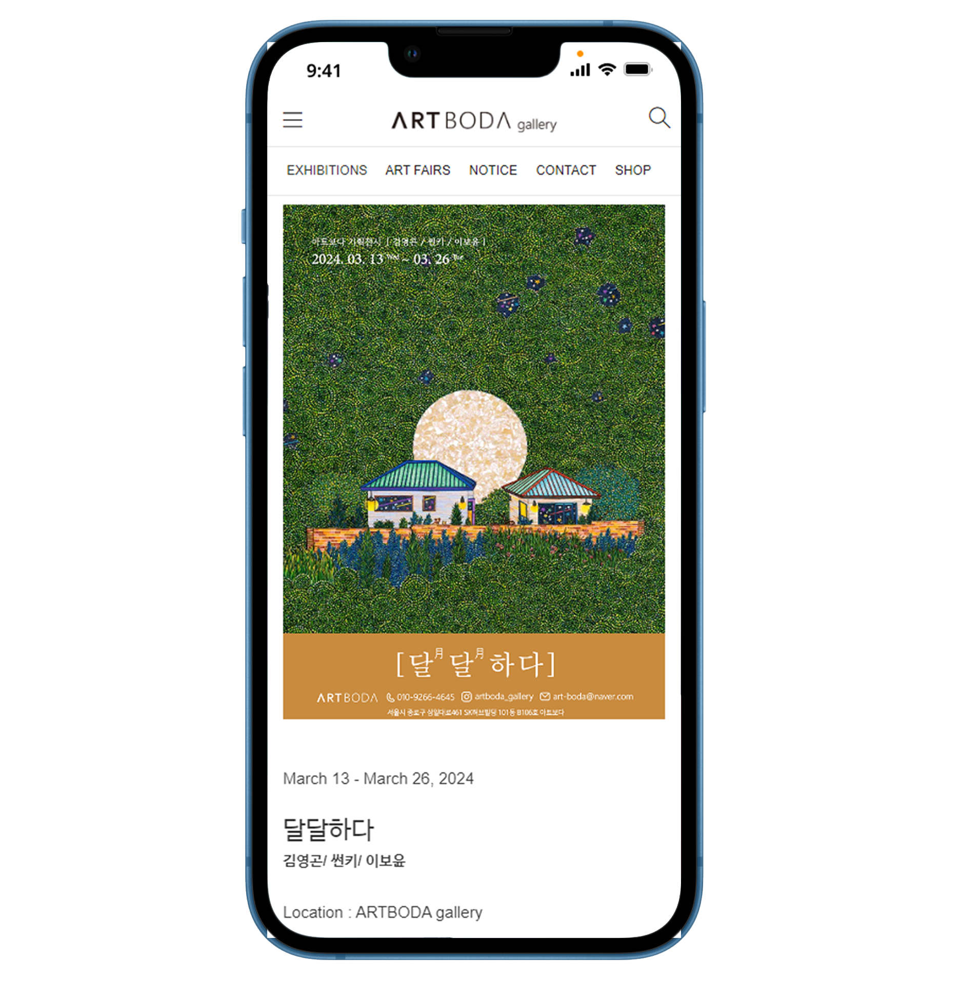 9:41
ARTBODA gallery
EXHIBITIONS ART FAIRS NOTICE CONTACT SHOP
아트보다 기획전시 [ 김영곤 / 썬키 / 이보윤 ]
2024. 03. 13 Wed ~ 03. 26 Tue
[달月달月하다]
ARTBODA 010-9266-4645 artboda_gallery art-boda@naver.com
서울시 종로구 삼일대로461 SK허브빌딩 101동 B106호 아트보다
March 13 - March 26, 2024
달달하다
김영곤/ 썬키/ 이보윤
Location : ARTBODA gallery